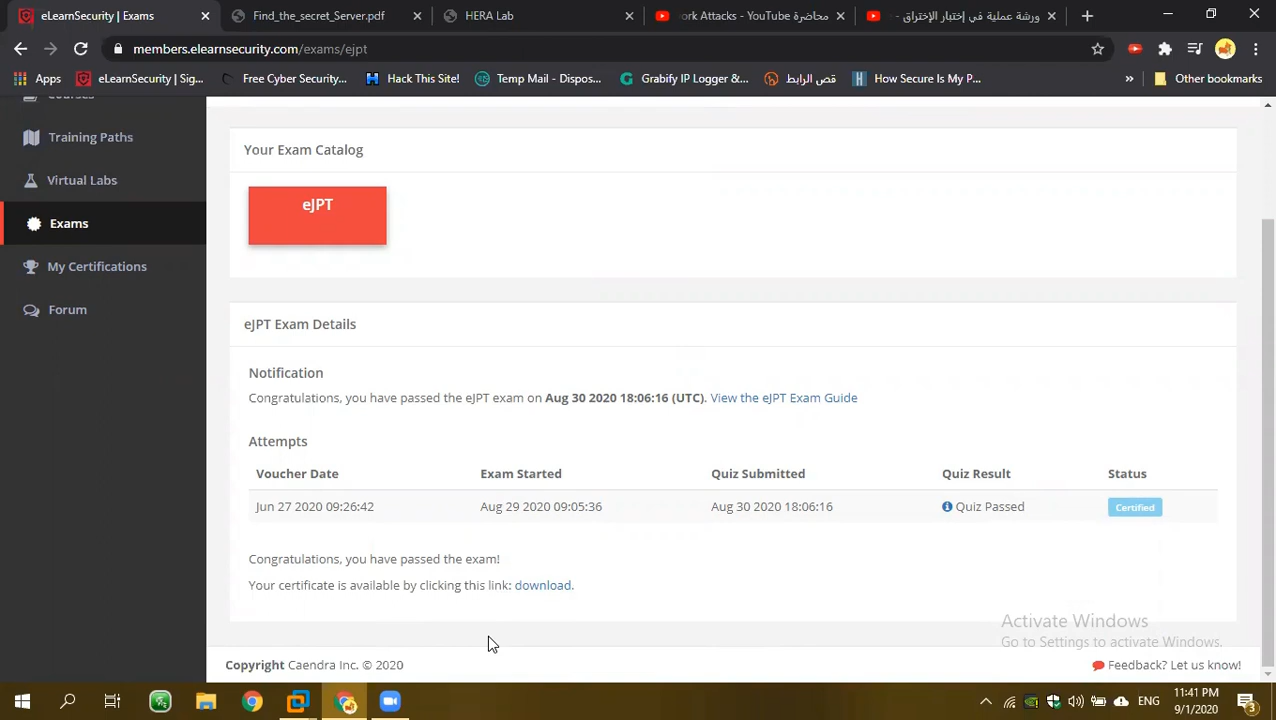 eLearnSecurity | Exams
Find_the_secret_Server.pdf
HERA Lab
محاضرة ork Attacks - YouTube
ورشة عملية في إختبار الإختراق -
members.elearnsecurity.com/exams/ejpt
Apps
eLearnSecurity | Sig...
Free Cyber Security...
Hack This Site!
Temp Mail - Dispos...
Grabify IP Logger &...
قص الرابط
How Secure Is My P...
Other bookmarks
Courses
Training Paths
Virtual Labs
Exams
My Certifications
Forum
Your Exam Catalog
eJPT
eJPT Exam Details
Notification
Congratulations, you have passed the eJPT exam on Aug 30 2020 18:06:16 (UTC). View the eJPT Exam Guide
Attempts
Voucher Date Exam Started Quiz Submitted Quiz Result Status
Jun 27 2020 09:26:42 Aug 29 2020 09:05:36 Aug 30 2020 18:06:16 Quiz Passed Certified
Congratulations, you have passed the exam!
Your certificate is available by clicking this link: download.
Activate Windows
Go to Settings to activate Windows.
Copyright Caendra Inc. © 2020
Feedback? Let us know!
ENG
11:41 PM
9/1/2020
3